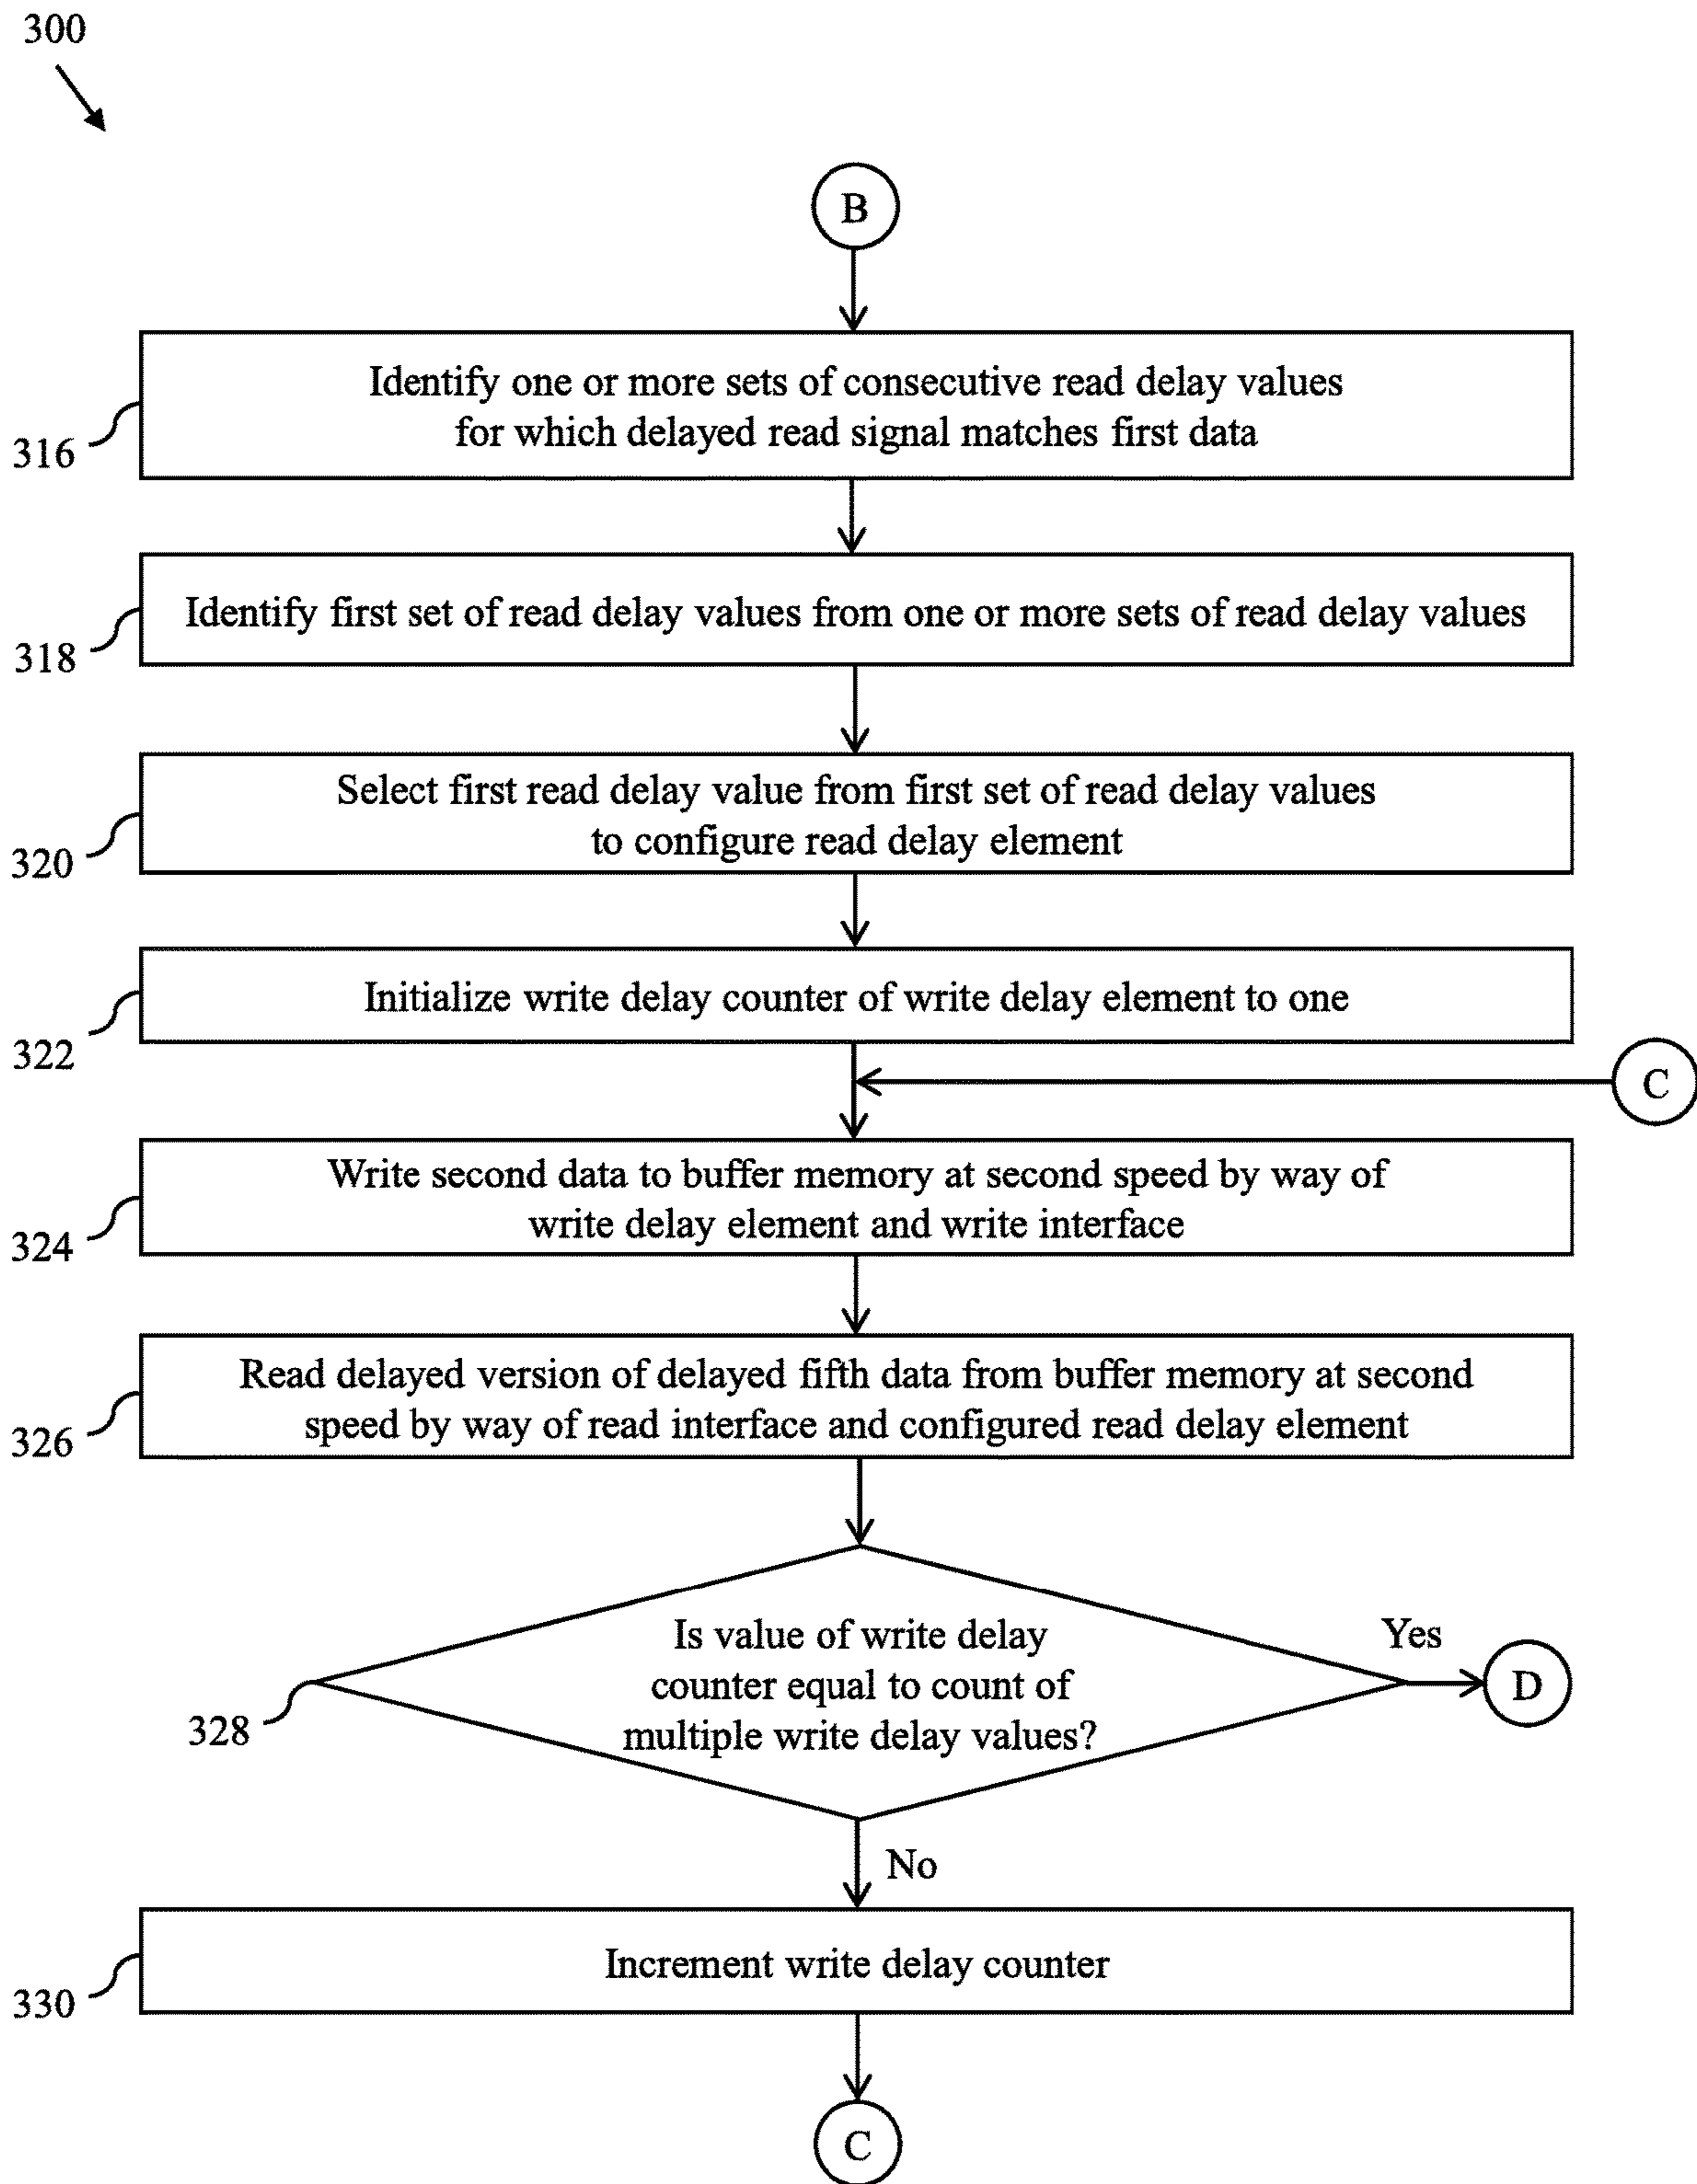 300
B
Identify one or more sets of consecutive read delay values
for which delayed read signal matches first data
316
Identify first set of read delay values from one or more sets of read delay values
318
Select first read delay value from first set of read delay values
to configure read delay element
320
Initialize write delay counter of write delay element to one
322
C
Write second data to buffer memory at second speed by way of
write delay element and write interface
324
Read delayed version of delayed fifth data from buffer memory at second
speed by way of read interface and configured read delay element
326
Is value of write delay
counter equal to count of
multiple write delay values?
Yes
D
328
No
Increment write delay counter
330
C